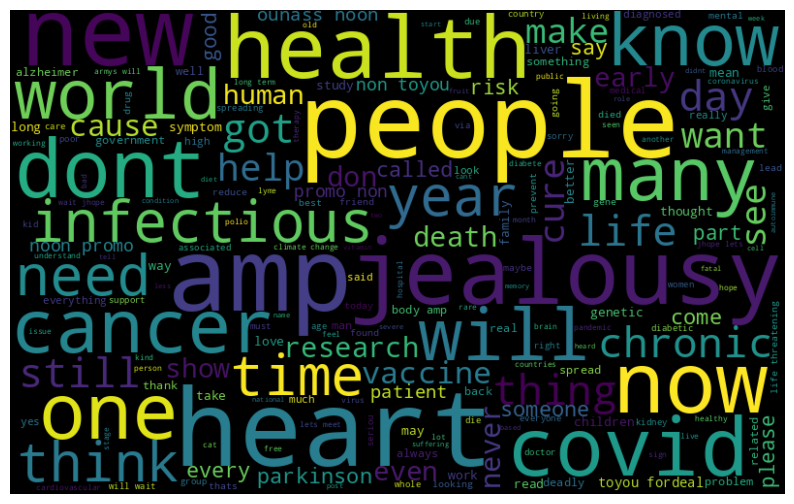 new
health
know
people
world
ounass noon
make
good
say
old
country
due
living
diagnosed
mental
week
start
something
liver
mean
arnys will
alzheimer
well
long term
study
non toyou
risk
early
public
coronavirus
blood
didnt
drug
spreading
human
fruit
going
medical
role
day
give
long
care
cause
symptom
got
via
died
seen
really
another
want
working
poor
government
high
therapy
sorry
management
dont
help
don
called
look
diabete
better
many
cure
see
lead
bad
diet
reduce
lyme
promo non
cant
prevent
wait jhope
condition
best
friend
year
family
gene
thought
autoimmune
kid
infectious
polio
death
life
part
noon promo
associated
climate change
month
jhope lets
cell
understand
tell
need
way
less
amp
said
jealousy
hospital
maybe
women
fatal
everything
support
today
memory
hope
cancer
must
name
age
man
found
severe
body amp
rare
genetic
come
issue
feel
love
real
brain
pandemic
diabetic
life threatening
kind
research
will
right
heard
chronic
still
person
show
time
vaccine
spread
countries
thank
take
much
patient
back
thing
now
one
heart
someone
yes
national
virus
may
die
never
children
kidney
healthy
please
think
stage
cat
free
lets meet
serious
lot
suffering
used
everyone
live
related
every
always
doctor
sign
covid
parkinson
even
work
read
deadly
toyou fordeal
problem
cardiovascular
will wait
group
thats
post
whole
looking